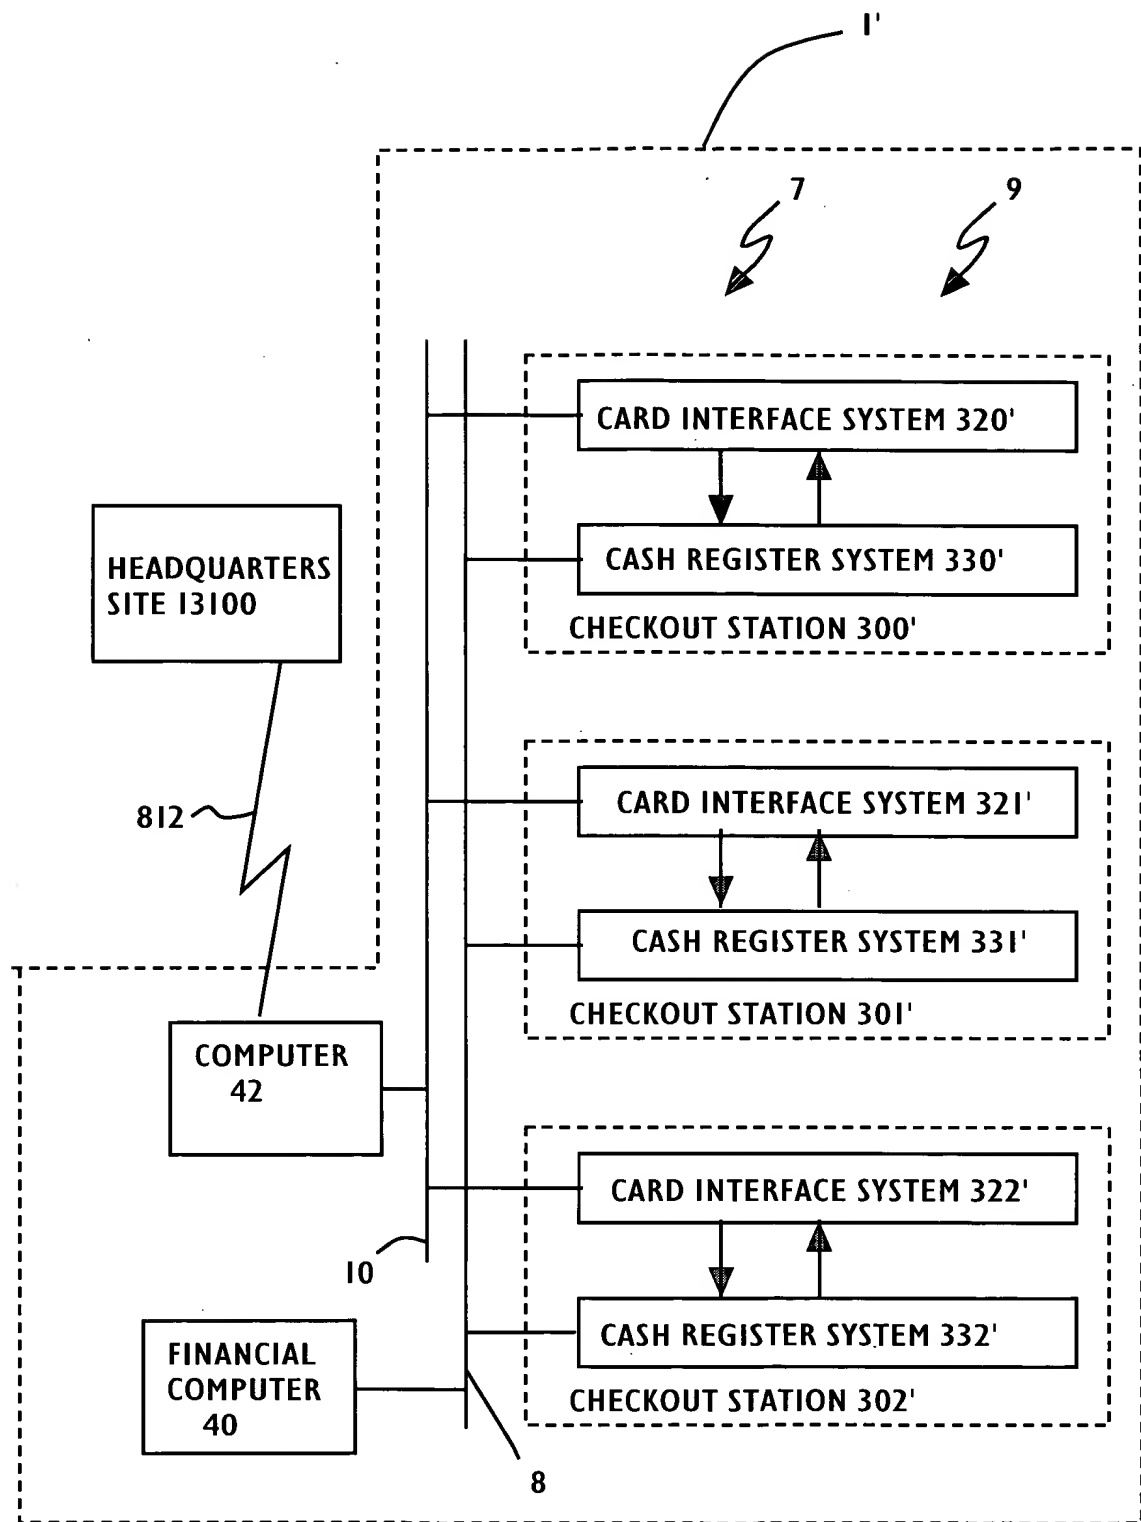 1'
7
9
CARD INTERFACE SYSTEM 320'
CASH REGISTER SYSTEM 330'
CHECKOUT STATION 300'
HEADQUARTERS
SITE 13100
812
CARD INTERFACE SYSTEM 321'
CASH REGISTER SYSTEM 331'
CHECKOUT STATION 301'
COMPUTER
42
CARD INTERFACE SYSTEM 322'
CASH REGISTER SYSTEM 332'
CHECKOUT STATION 302'
10
FINANCIAL
COMPUTER
40
8